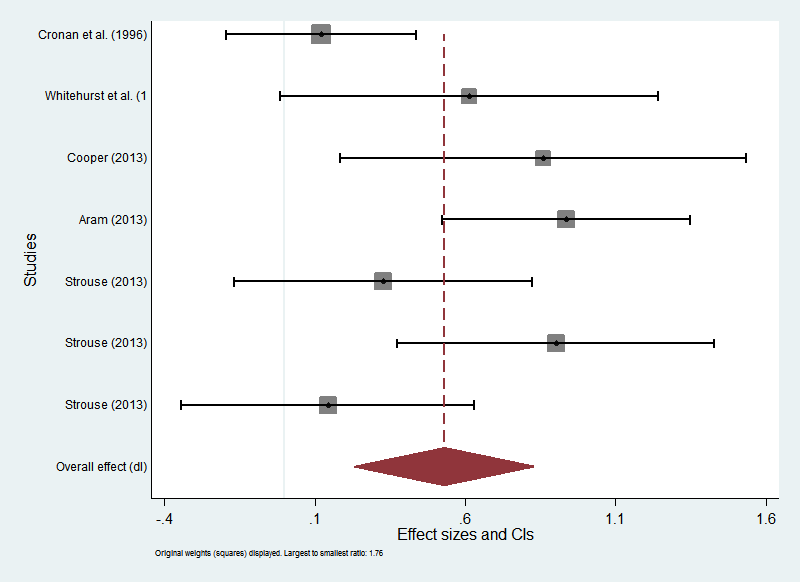 Cronan et al. (1996)
Whitehurst et al. (1
Cooper (2013)
Aram (2013)
Studies
Strouse (2013)
Strouse (2013)
Strouse (2013)
Overall effect (dl)
-.4 .1 .6 1.1 1.6
Effect sizes and CIs
Original weights (squares) displayed. Largest to smallest ratio: 1.76